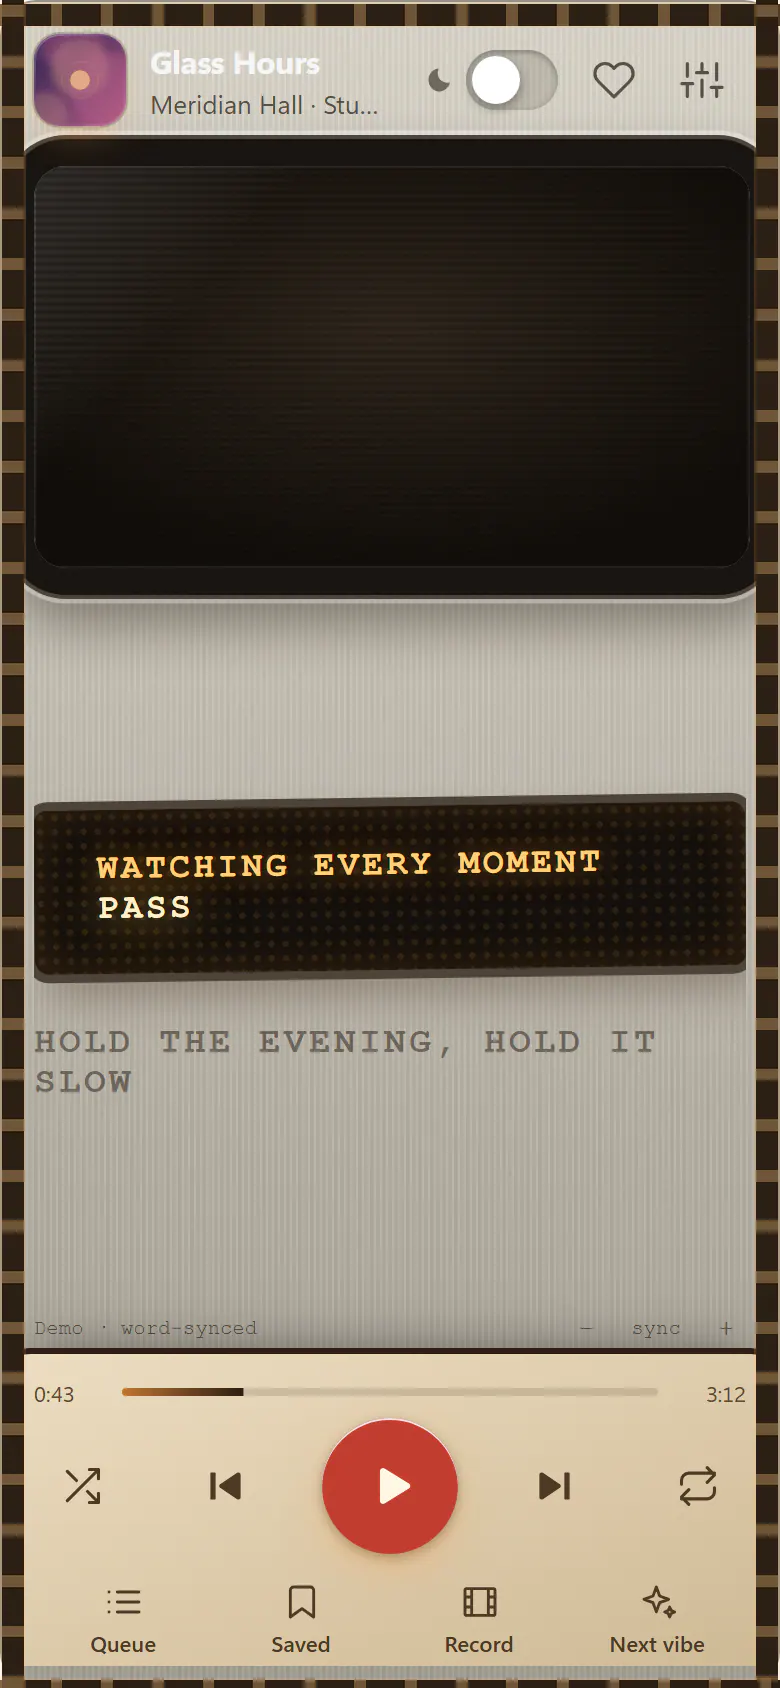 Glass Hours
Meridian Hall · Stu...
WATCHING EVERY MOMENT
PASS
HOLD THE EVENING, HOLD IT
SLOW
Demo · word-synced
− sync +
0:43
3:12
Queue
Saved
Record
Next vibe